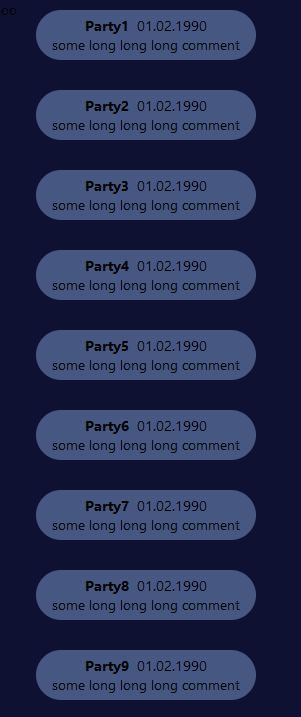 oo
Party1 01.02.1990
some long long long comment
Party2 01.02.1990
some long long long comment
Party3 01.02.1990
some long long long comment
Party4 01.02.1990
some long long long comment
Party5 01.02.1990
some long long long comment
Party6 01.02.1990
some long long long comment
Party7 01.02.1990
some long long long comment
Party8 01.02.1990
some long long long comment
Party9 01.02.1990
some long long long comment